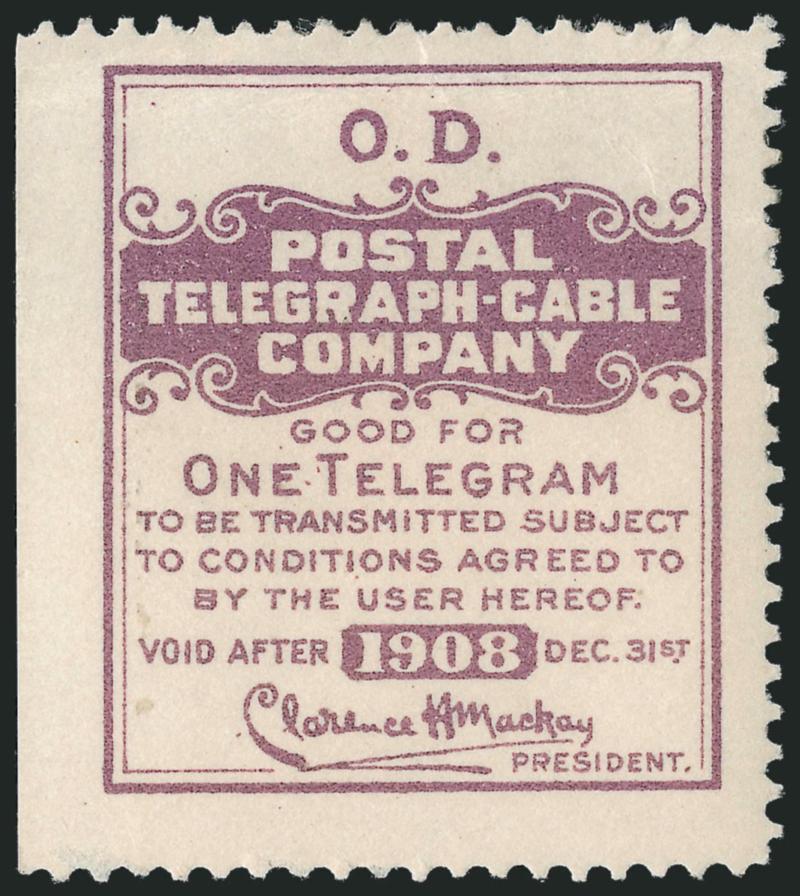 O. D.
POSTAL
TELEGRAPH-CABLE
COMPANY
GOOD FOR
ONE TELEGRAM
TO BE TRANSMITTED SUBJECT
TO CONDITIONS AGREED TO
BY THE USER HEREOF.
VOID AFTER 1908 DEC. 31ST
Clarence H Mackay
PRESIDENT.